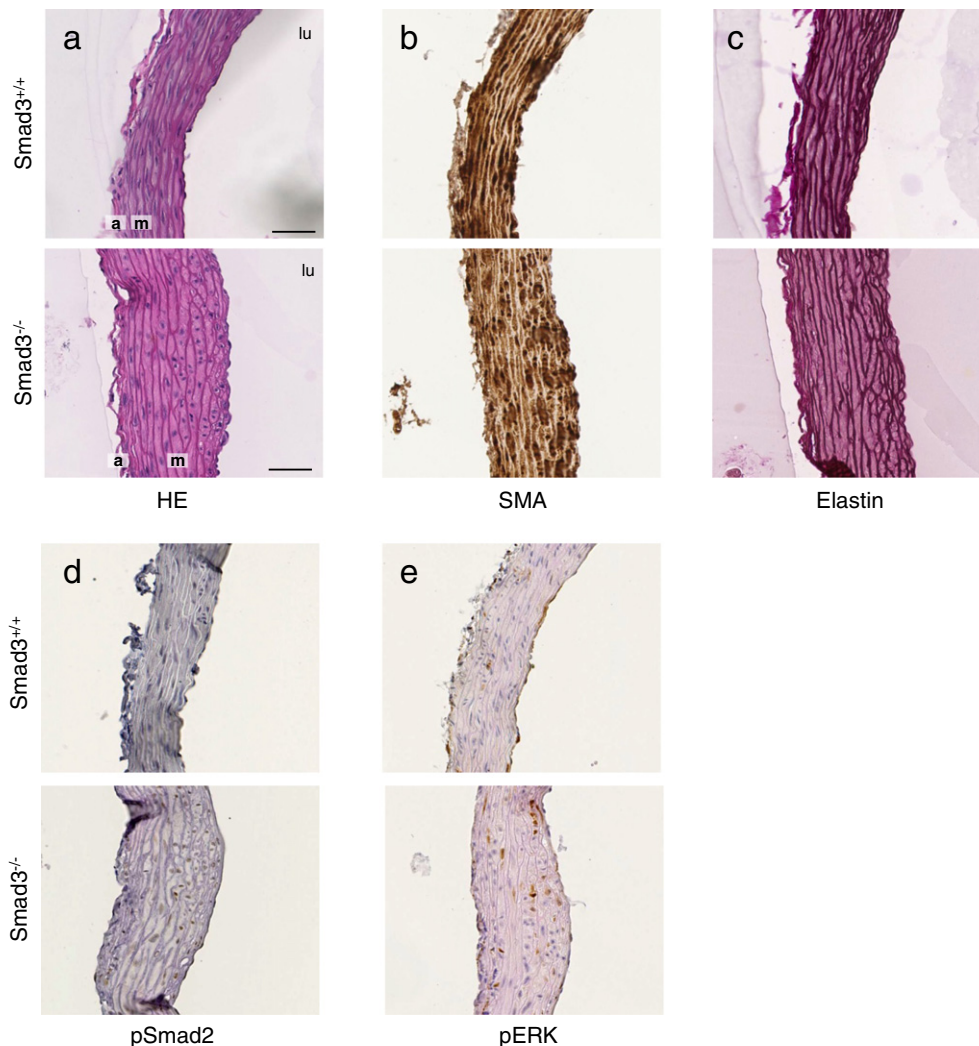 a
b
c
lu
Smad3+/+
a m
lu
Smad3-/-
a m
HE
SMA
Elastin
d
e
Smad3+/+
Smad3-/-
pSmad2
pERK